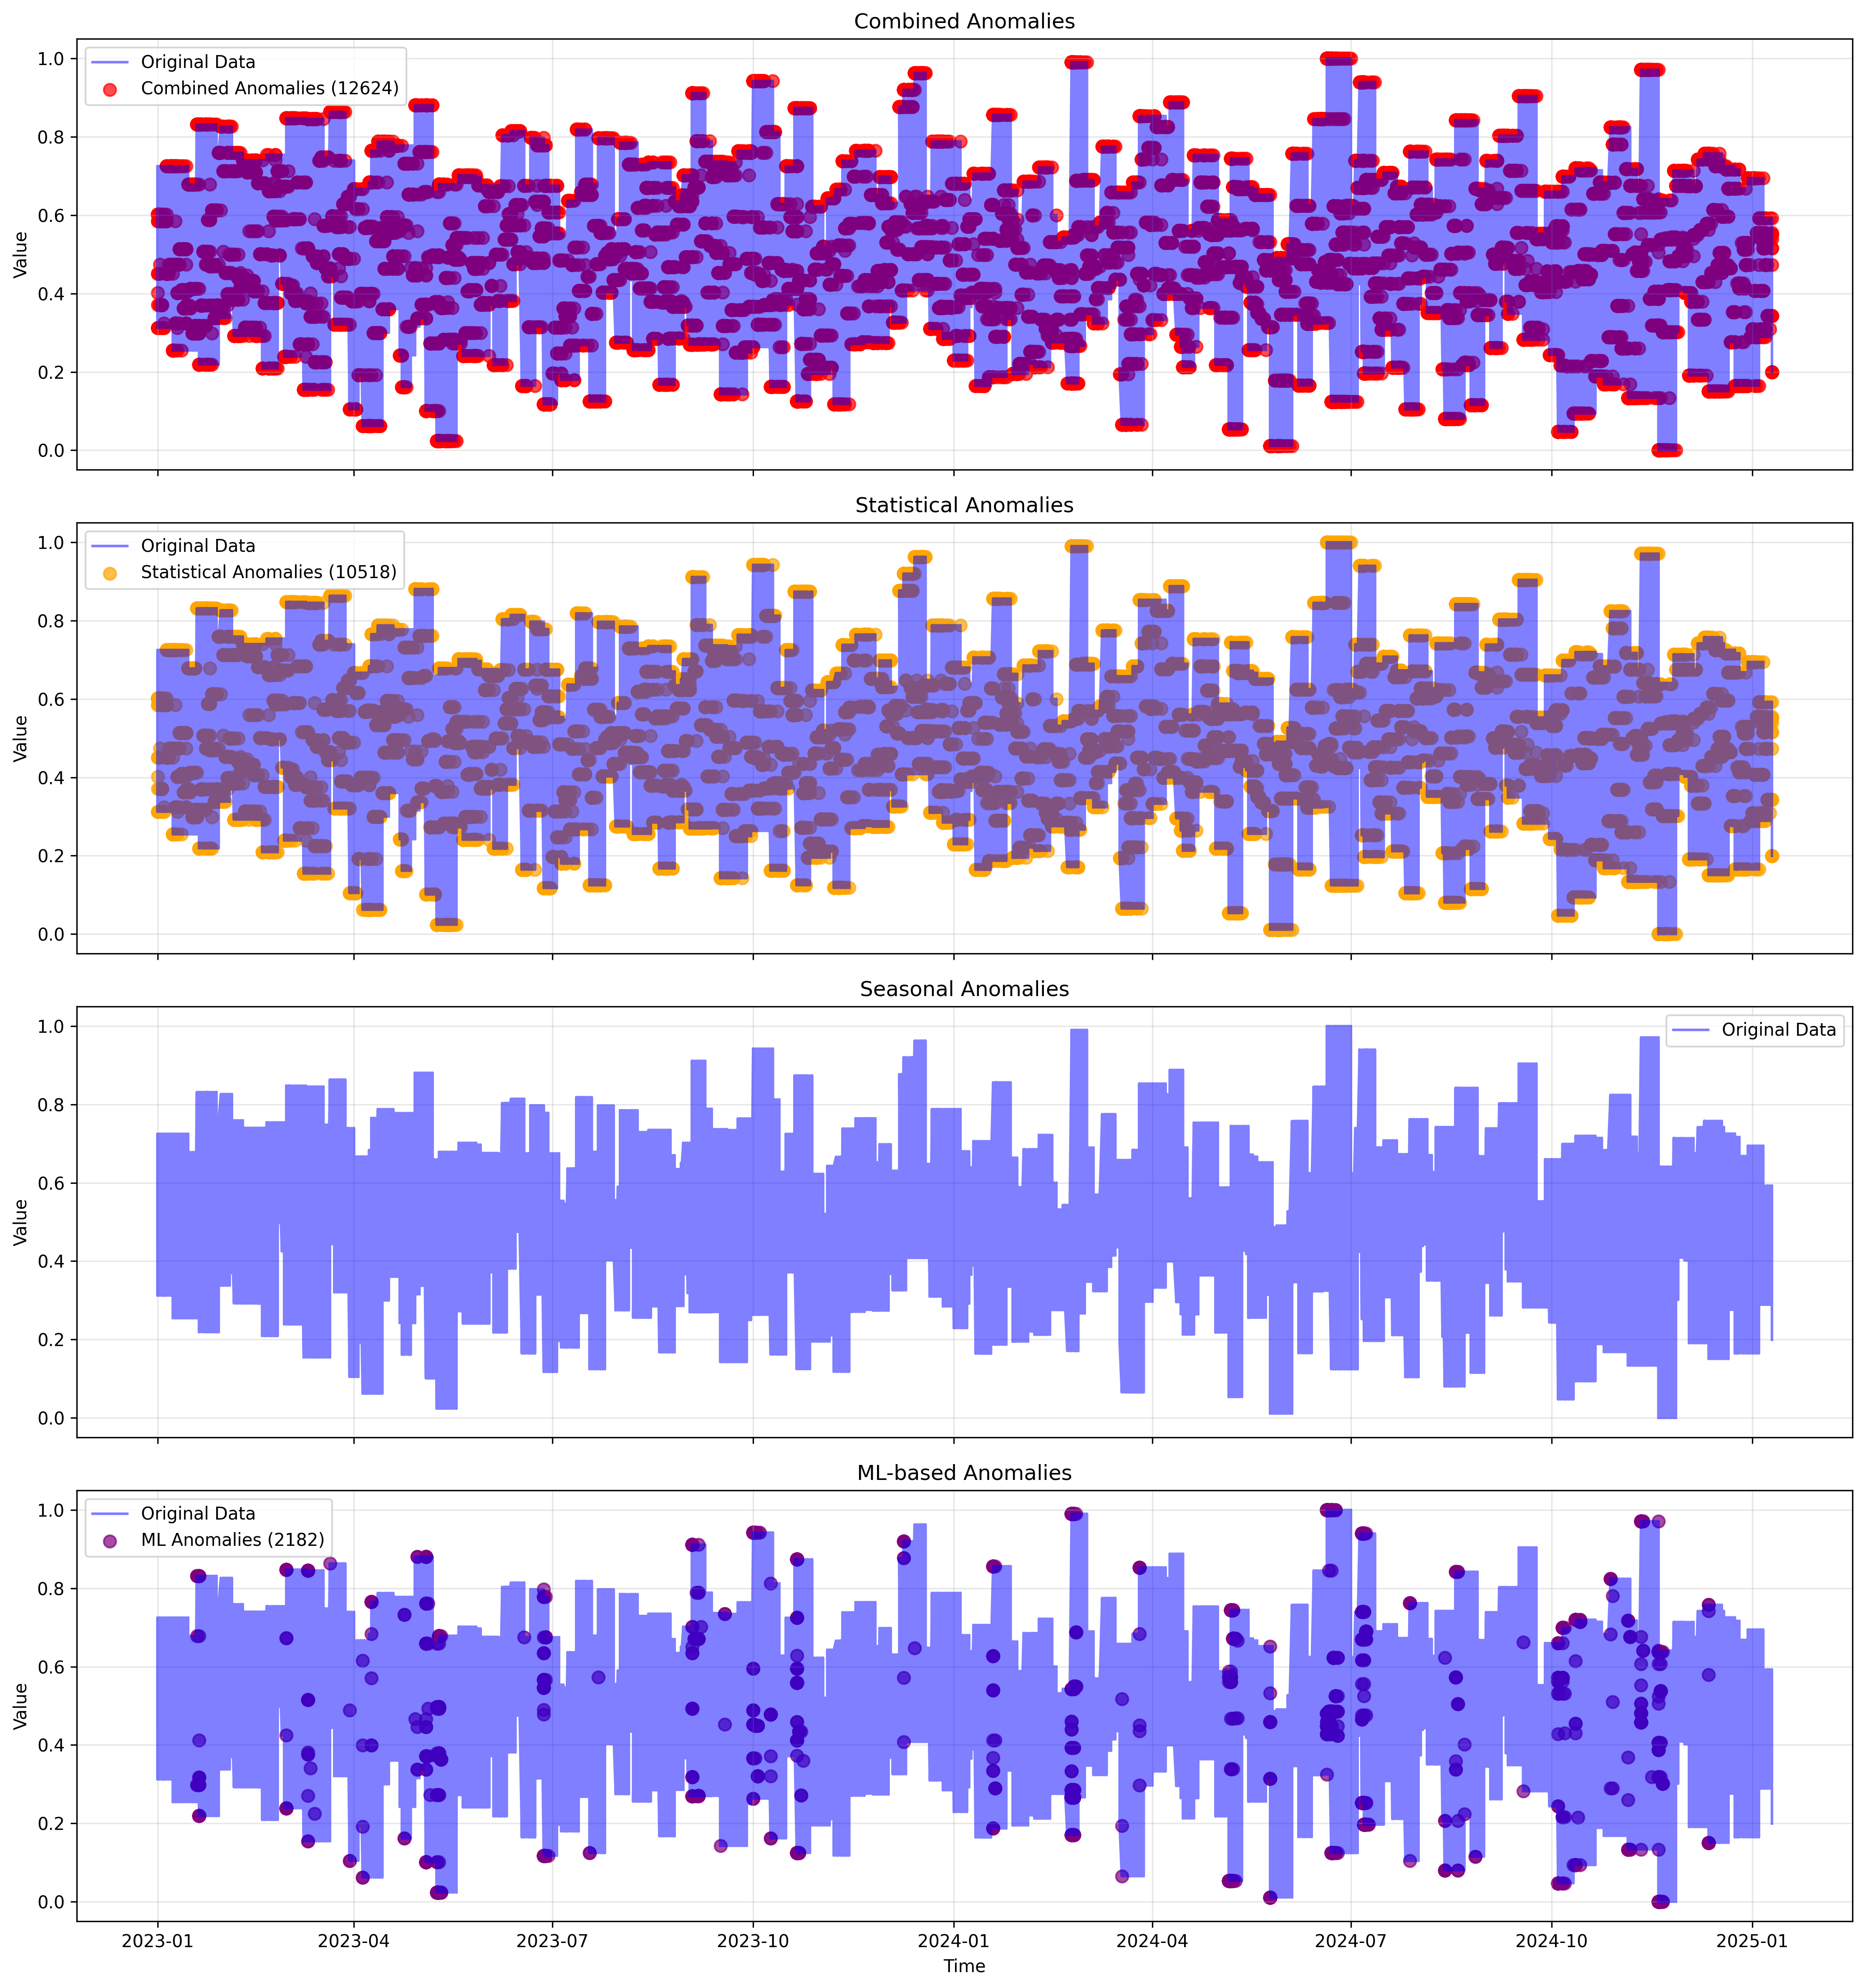 Combined Anomalies
Original Data
Combined Anomalies (12624)
1.0
0.8
0.6
0.4
0.2
0.0
Value
Statistical Anomalies
Original Data
Statistical Anomalies (10518)
1.0
0.8
0.6
0.4
0.2
0.0
Value
Seasonal Anomalies
Original Data
1.0
0.8
0.6
0.4
0.2
0.0
Value
ML-based Anomalies
Original Data
ML Anomalies (2182)
1.0
0.8
0.6
0.4
0.2
0.0
Value
2023-01 2023-04 2023-07 2023-10 2024-01 2024-04 2024-07 2024-10 2025-01
Time